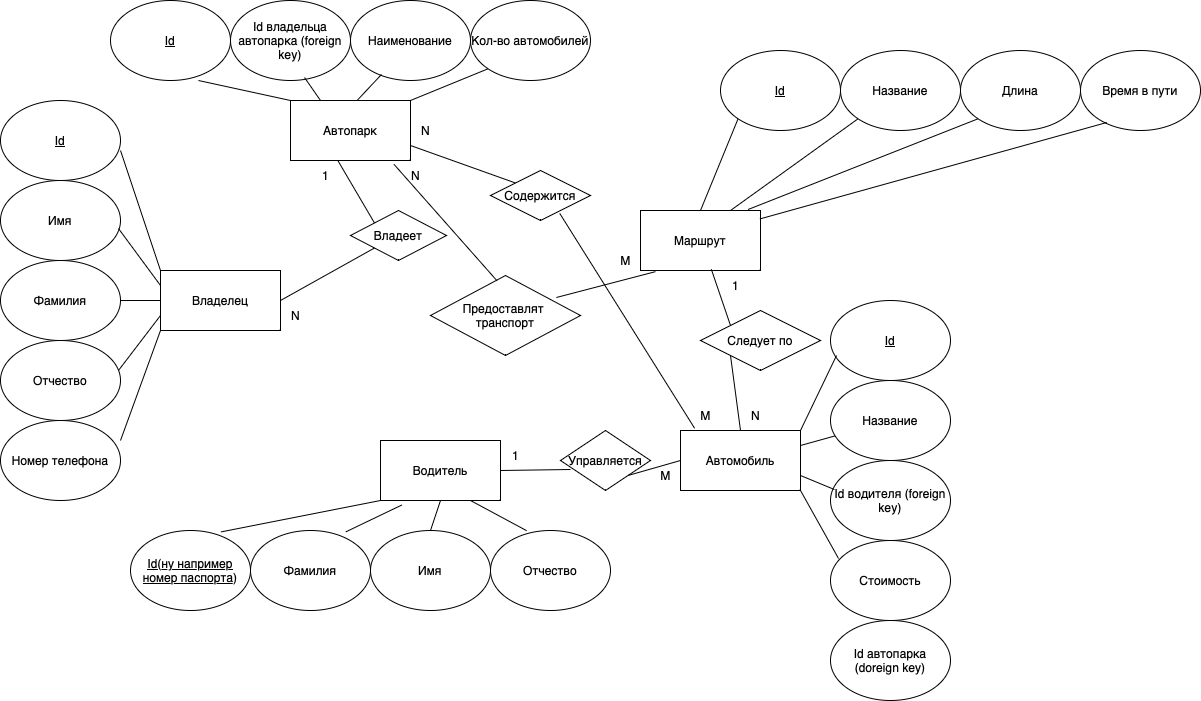 Id
Id владельца
автопарка (foreign
key)
Наименование
Кол-во автомобилей
Id
Название
Длина
Время в пути
Автопарк
N
Id
1
N
Содержится
Имя
Владеет
Маршрут
M
1
Фамилия
Владелец
N
Предоставлят
транспорт
Следует по
Id
Отчество
M
N
Название
Номер телефона
Водитель
1
Управляется
M
Автомобиль
Id водителя (foreign
key)
Id(ну например
номер паспорта)
Фамилия
Имя
Отчество
Стоимость
Id автопарка
(doreign key)